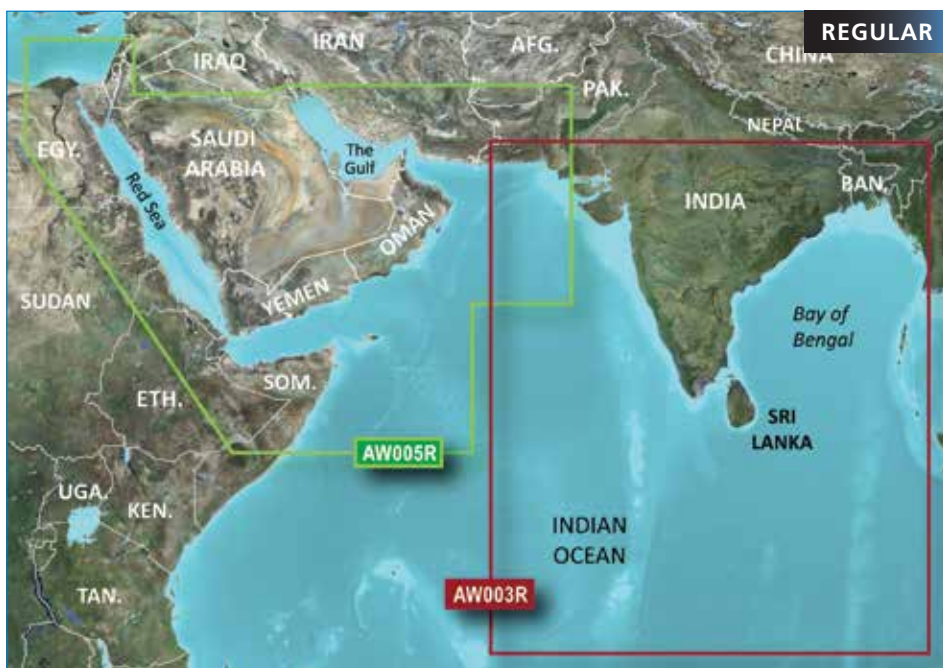 REGULAR
IRAQ
IRAN
AFG.
CHINA
PAK.
NEPAL
EGY.
SAUDI
ARABIA
The
Gulf
Red Sea
OMAN
YEMEN
INDIA
BAN.
SUDAN
Bay of
Bengal
ETH.
SOM.
SRI
LANKA
AW005R
UGA.
KEN.
INDIAN
OCEAN
TAN.
AW003R